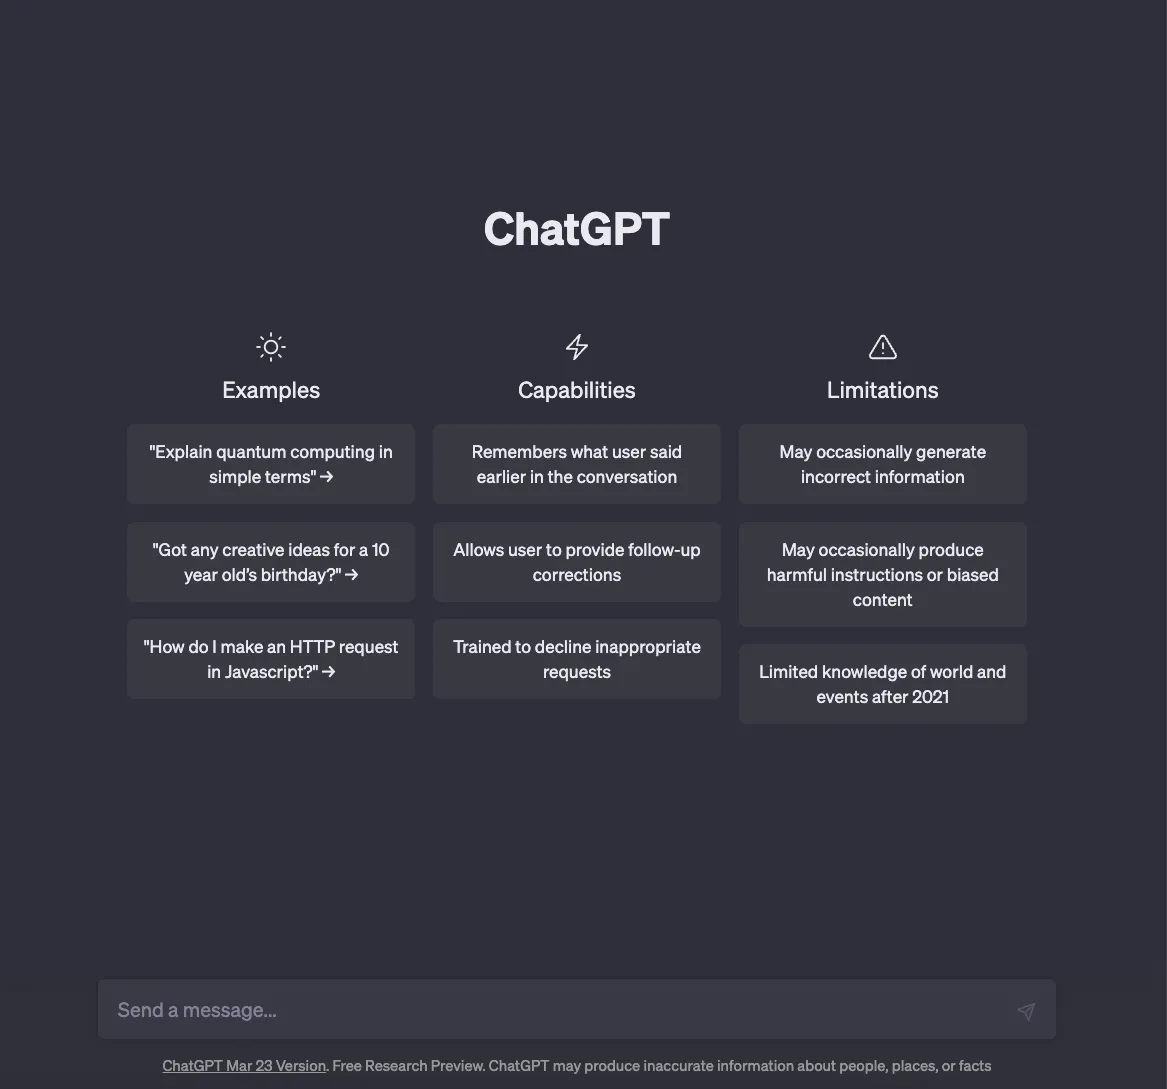 ChatGPT
Examples
"Explain quantum computing in
simple terms" →
"Got any creative ideas for a 10
year old’s birthday?" →
"How do I make an HTTP request
in Javascript?" →
Capabilities
Remembers what user said
earlier in the conversation
Allows user to provide follow-up
corrections
Trained to decline inappropriate
requests
Limitations
May occasionally generate
incorrect information
May occasionally produce
harmful instructions or biased
content
Limited knowledge of world and
events after 2021
Send a message...
ChatGPT Mar 23 Version. Free Research Preview. ChatGPT may produce inaccurate information about people, places, or facts